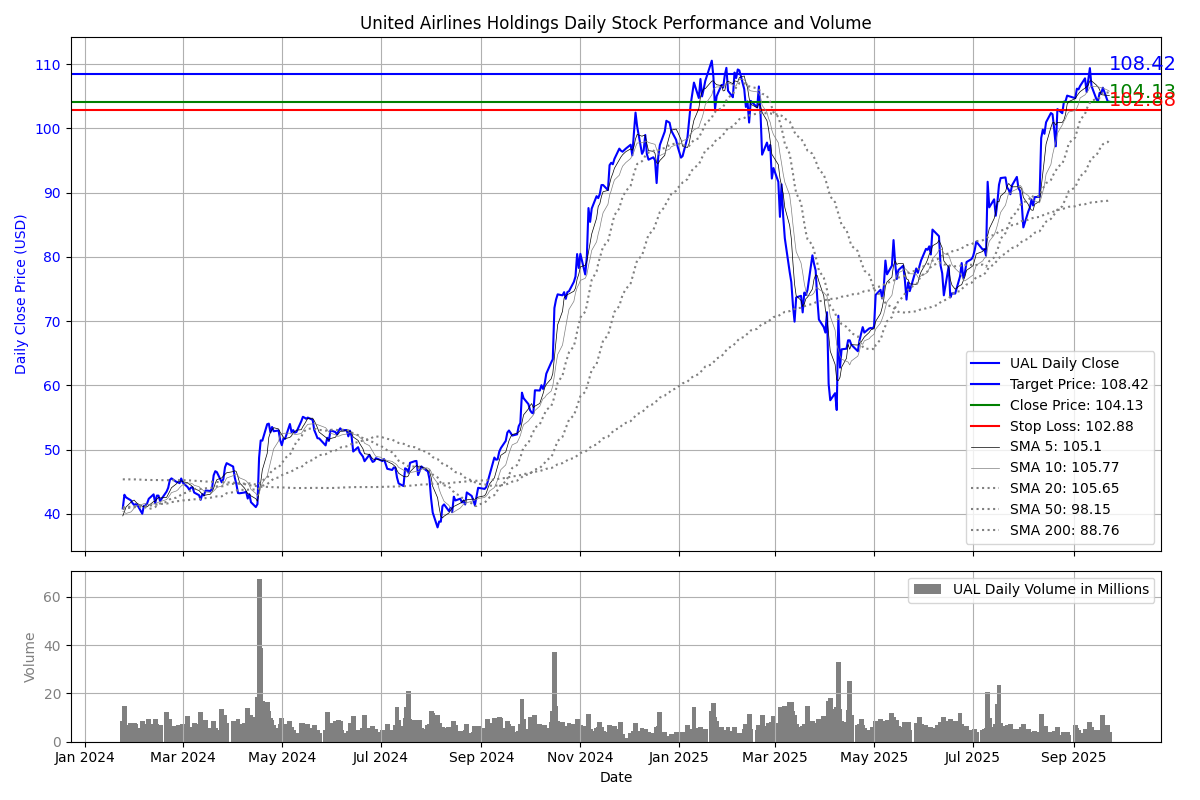 United Airlines Holdings Daily Stock Performance and Volume
Daily Close Price (USD)
110
100
90
80
70
60
50
40
108.42
104.13
102.88
UAL Daily Close
Target Price: 108.42
Close Price: 104.13
Stop Loss: 102.88
SMA 5: 105.1
SMA 10: 105.77
SMA 20: 105.65
SMA 50: 98.15
SMA 200: 88.76
Volume
60
40
20
0
UAL Daily Volume in Millions
Jan 2024 Mar 2024 May 2024 Jul 2024 Sep 2024 Nov 2024 Jan 2025 Mar 2025 May 2025 Jul 2025 Sep 2025
Date